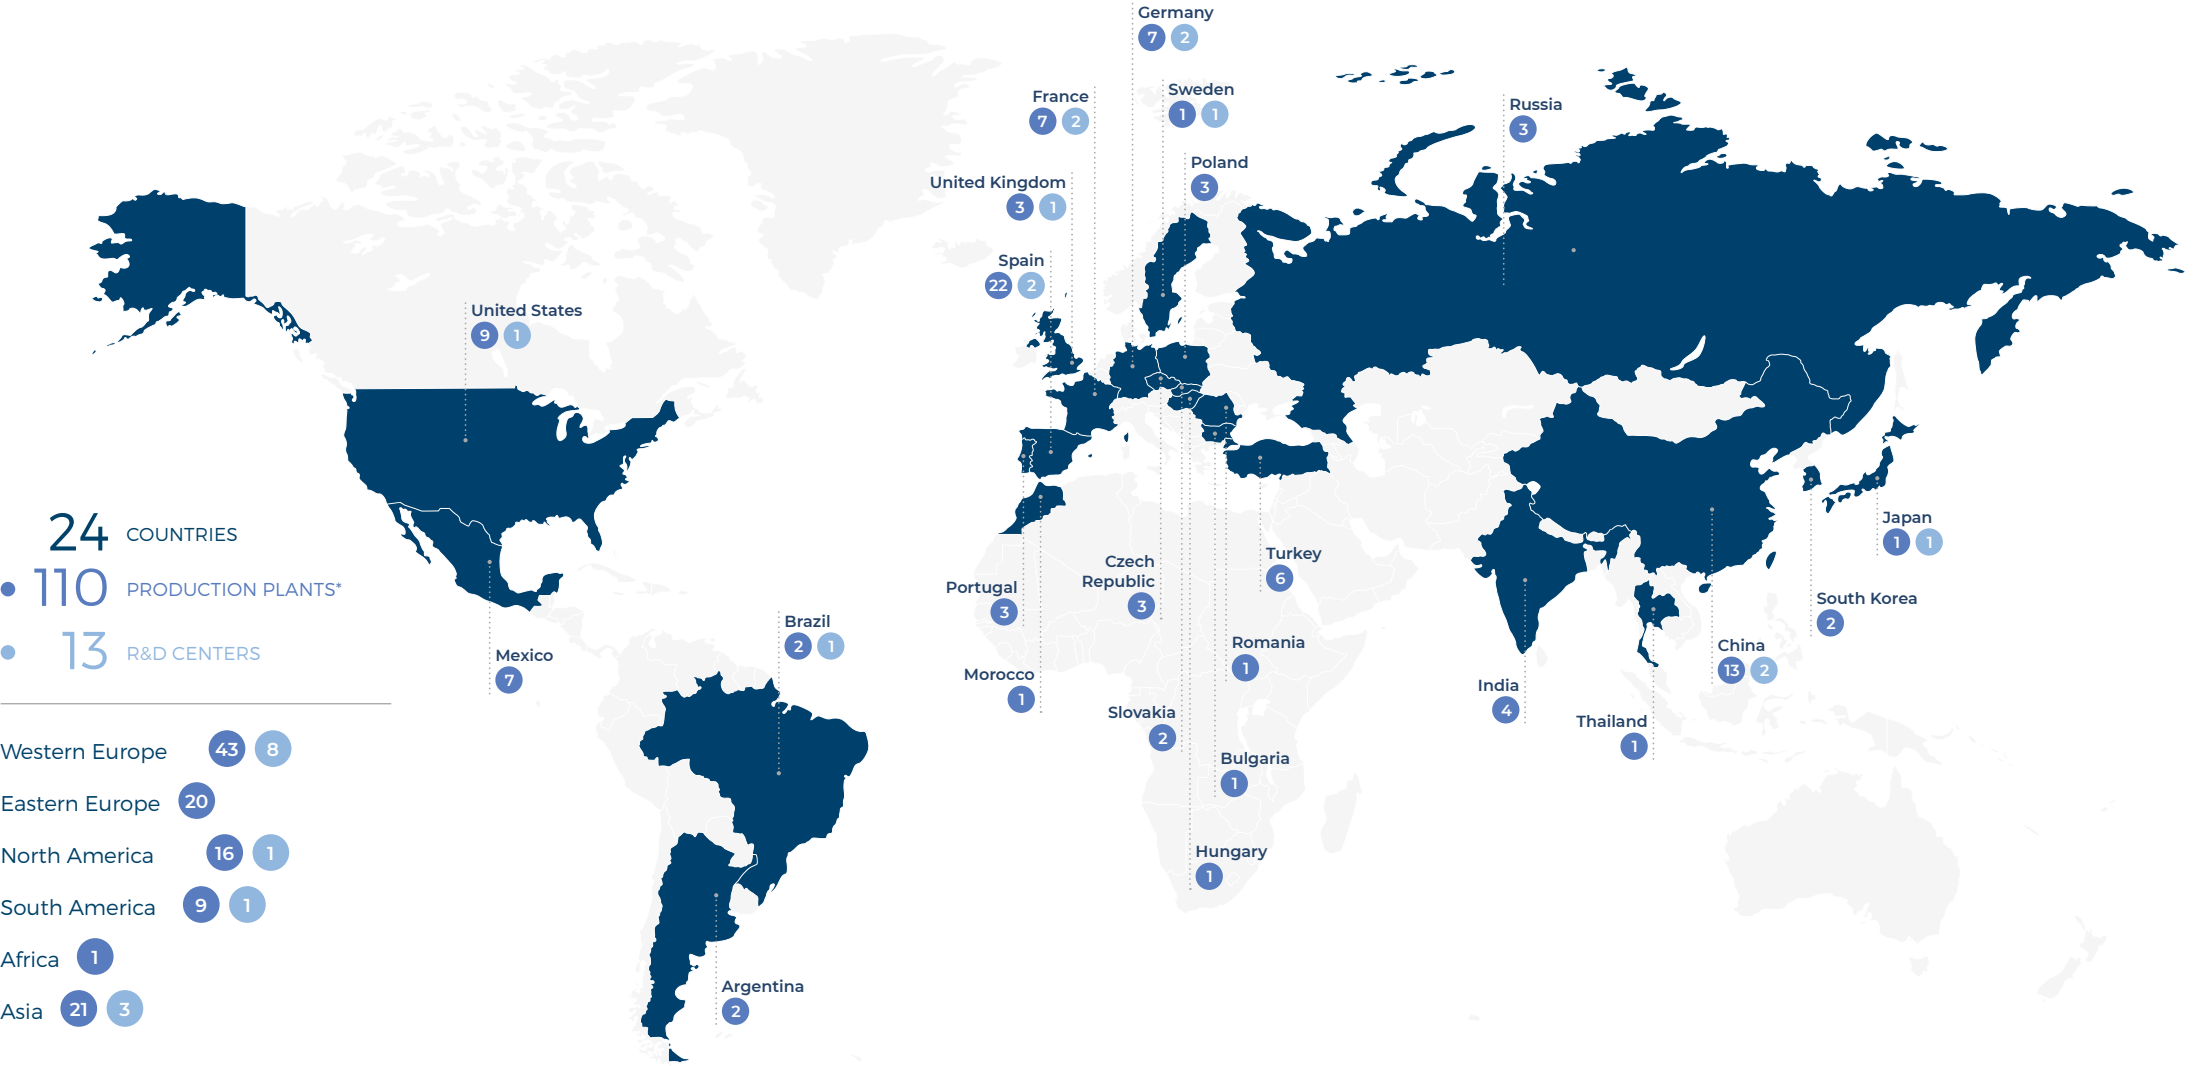 Germany
7 2
France
7 2
Sweden
1 1
Russia
3
United Kingdom
3 1
Poland
3
Spain
22 2
United States
9 1
24 COUNTRIES
110 PRODUCTION PLANTS*
13 R&D CENTERS
Western Europe 43 8
Eastern Europe 20
North America 16 1
South America 9 1
Africa 1
Asia 21 3
Mexico
7
Brazil
2 1
Argentina
2
Portugal
3
Morocco
1
Czech
Republic
3
Slovakia
2
Turkey
6
Romania
1
Bulgaria
1
Hungary
1
India
4
Thailand
1
China
13 2
South Korea
2
Japan
1 1